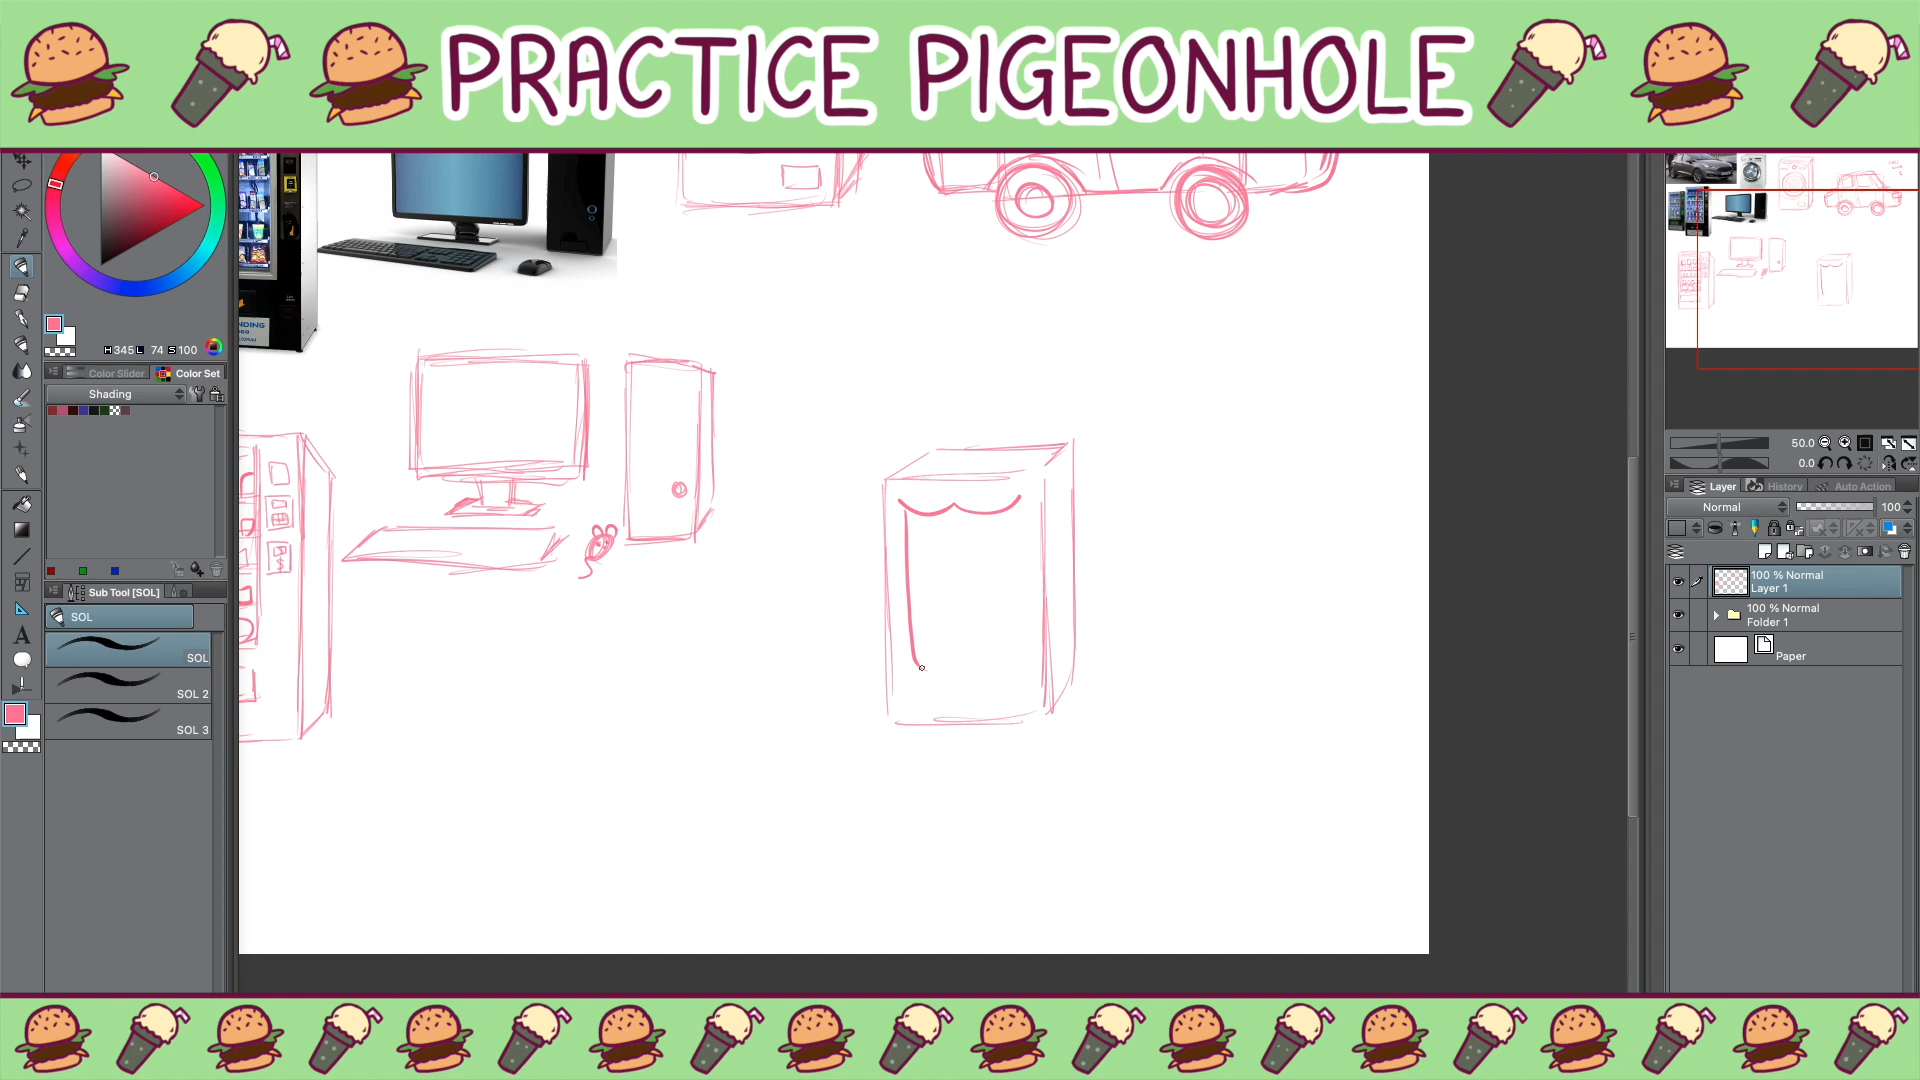 PRACTICE PIGEONHOLE
H 345 L 74 S 100
Color Slider
Color Set
Shading
Sub Tool [SOL]
SOL
SOL
SOL 2
SOL 3
50.0
0.0
Layer
History
Auto Action
Normal
100
100 % Normal
Layer 1
100 % Normal
Folder 1
Paper